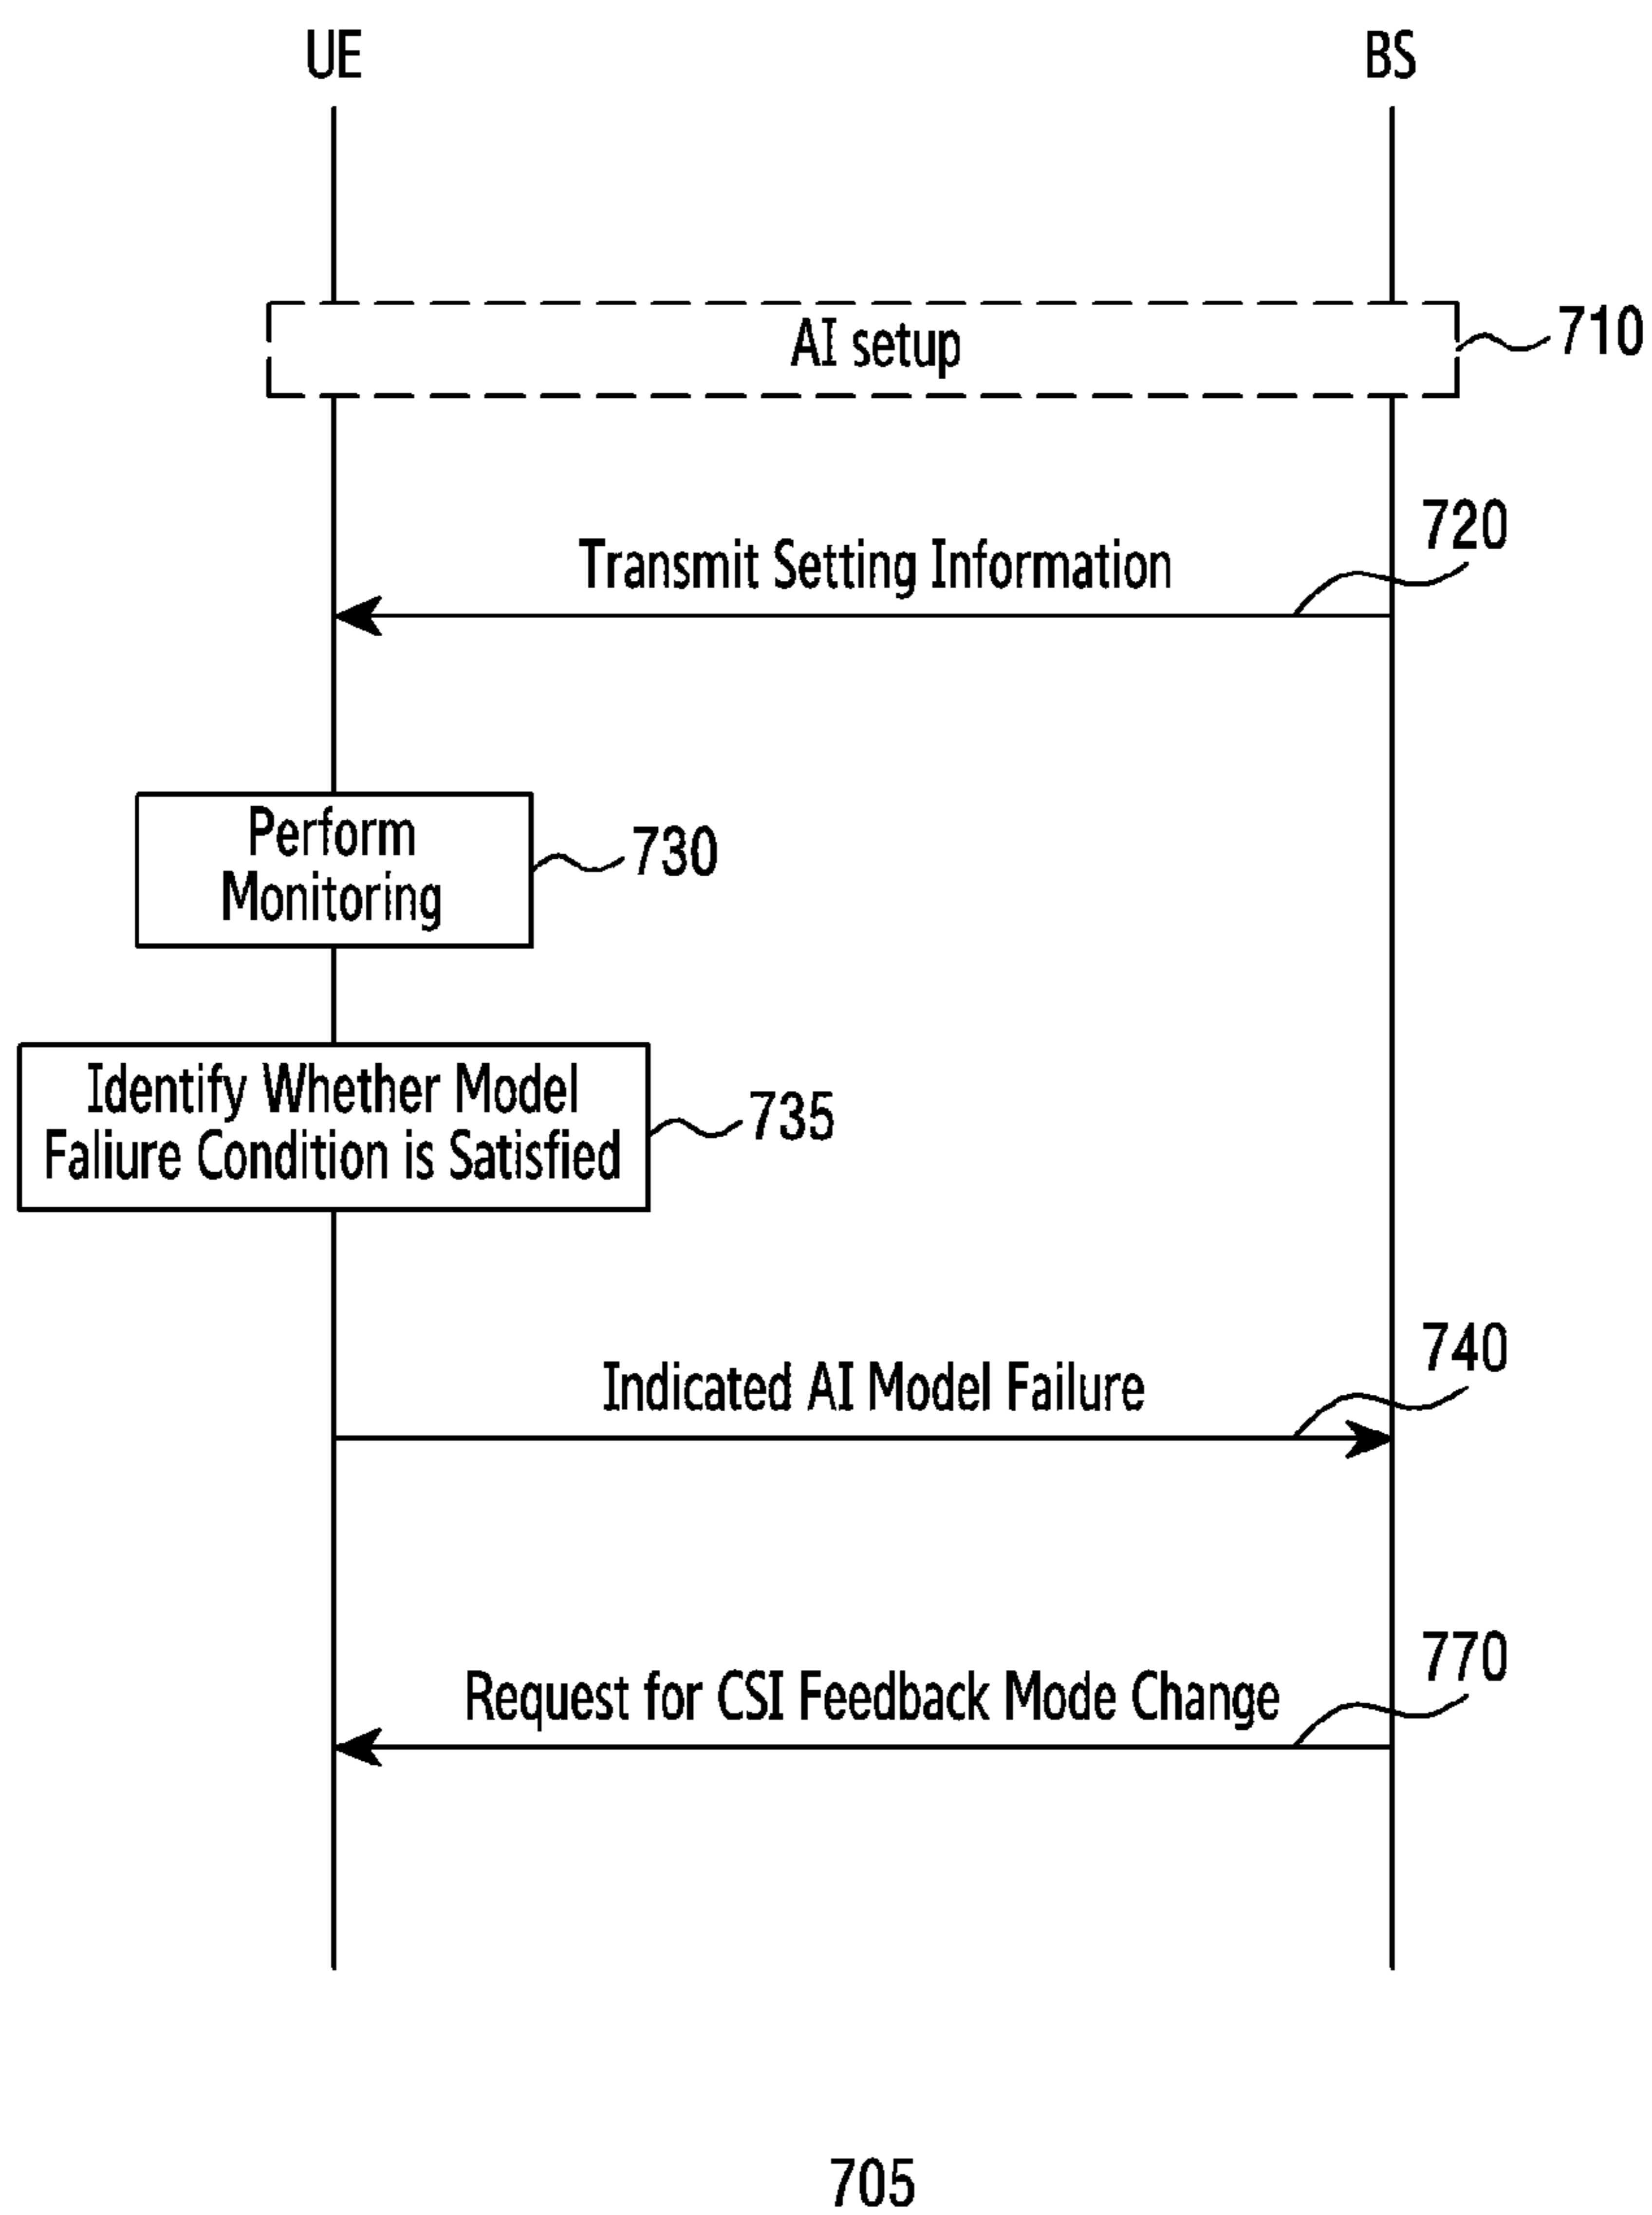 UE
BS
AI setup
710
720
Transmit Setting Information
Perform
Monitoring
730
Identify Whether Model
Faliure Condition is Satisfied
735
740
Indicated AI Model Failure
770
Request for CSI Feedback Mode Change
705